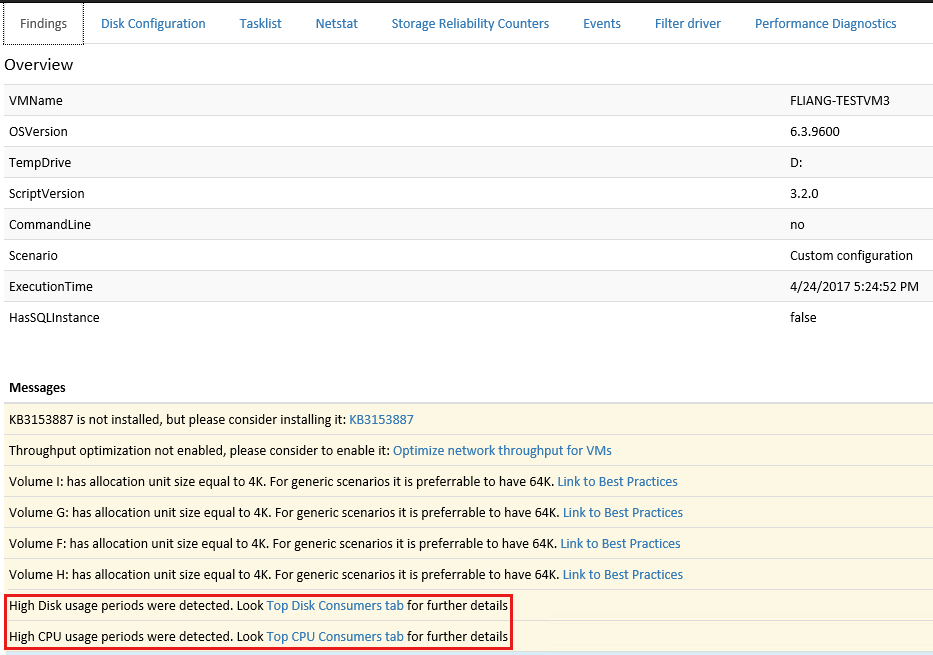 Findings Disk Configuration Tasklist Netstat Storage Reliability Counters Events Filter driver Performance Diagnostics
Overview
VMName FLIANG-TESTVM3
OSVersion 6.3.9600
TempDrive D:
ScriptVersion 3.2.0
CommandLine no
Scenario Custom configuration
ExecutionTime 4/24/2017 5:24:52 PM
HasSQLInstance false
Messages
KB3153887 is not installed, but please consider installing it: KB3153887
Throughput optimization not enabled, please consider to enable it: Optimize network throughput for VMs
Volume I: has allocation unit size equal to 4K. For generic scenarios it is preferrable to have 64K. Link to Best Practices
Volume G: has allocation unit size equal to 4K. For generic scenarios it is preferrable to have 64K. Link to Best Practices
Volume F: has allocation unit size equal to 4K. For generic scenarios it is preferrable to have 64K. Link to Best Practices
Volume H: has allocation unit size equal to 4K. For generic scenarios it is preferrable to have 64K. Link to Best Practices
High Disk usage periods were detected. Look Top Disk Consumers tab for further details
High CPU usage periods were detected. Look Top CPU Consumers tab for further details